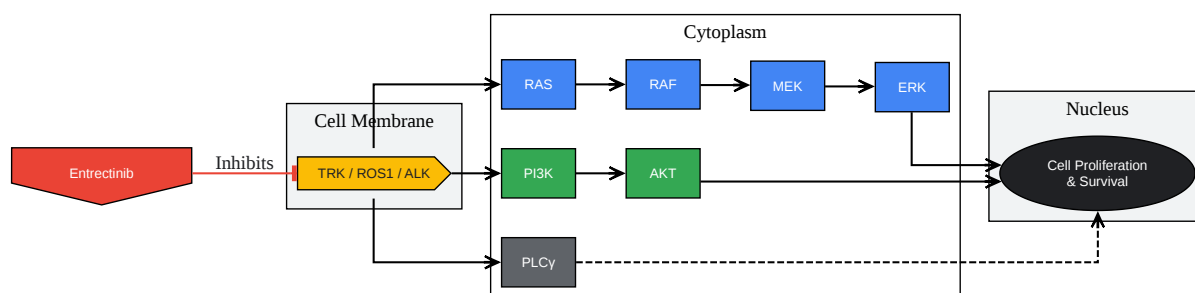 Cytoplasm
RAS
RAF
MEK
ERK
Cell Membrane
Nucleus
Inhibits
Entrectinib
TRK / ROS1 / ALK
PI3K
AKT
Cell Proliferation
& Survival
PLCγ